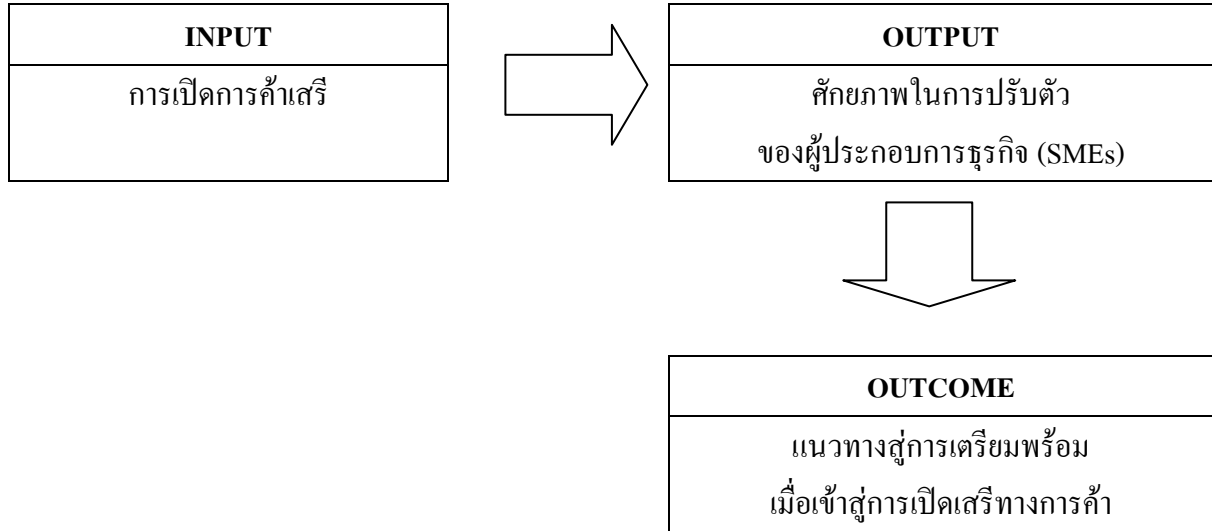 INPUT
การเปิดการค้าเสรี
OUTPUT
ศักยภาพในการปรับตัว
ของผู้ประกอบการธุรกิจ (SMEs)
OUTCOME
แนวทางสู่การเตรียมพร้อม
เมื่อเข้าสู่การเปิดเสรีทางการค้า